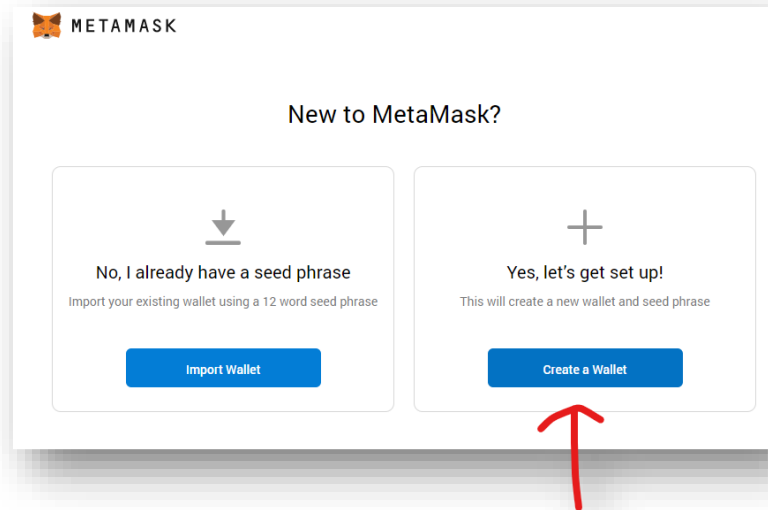 METAMASK
New to MetaMask?
No, I already have a seed phrase
Import your existing wallet using a 12 word seed phrase
Import Wallet
Yes, let’s get set up!
This will create a new wallet and seed phrase
Create a Wallet